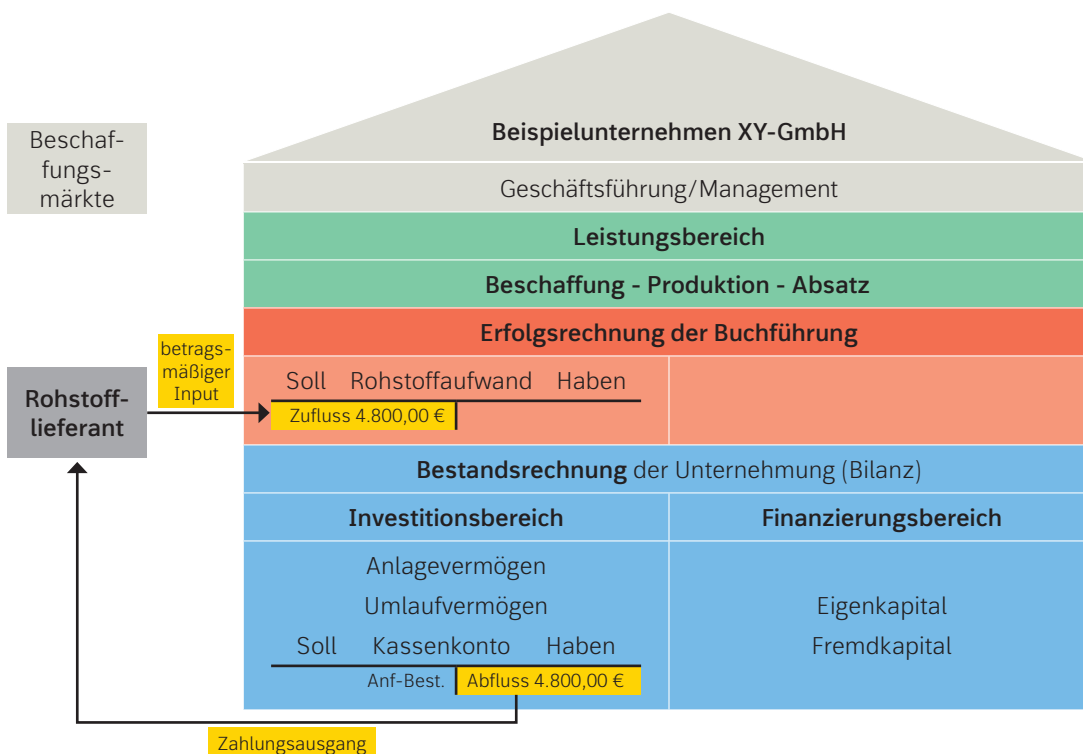 Beispielunternehmen XY-GmbH
Beschaf-
fungs-
märkte
Geschäftsführung/Management
Leistungsbereich
Beschaffung - Produktion - Absatz
Erfolgsrechnung der Buchführung
betrags-
mäßiger
Input
Rohstoff-
lieferant
Soll Rohstoffaufwand Haben
Zufluss 4.800,00 €
Bestandsrechnung der Unternehmung (Bilanz)
Investitionsbereich
Finanzierungsbereich
Anlagevermögen
Umlaufvermögen
Eigenkapital
Fremdkapital
Soll Kassenkonto Haben
Anf-Best. Abfluss 4.800,00 €
Zahlungsausgang